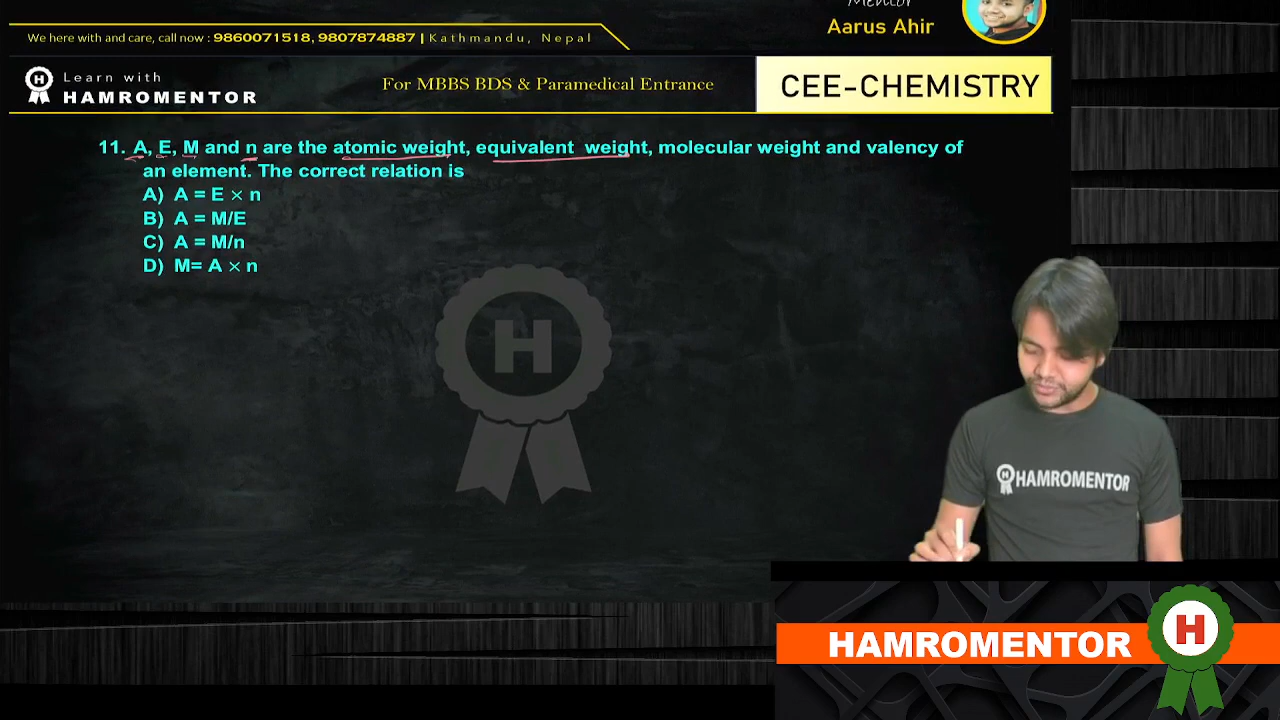 Mentor
Aarus Ahir
We here with and care, call now : 9860071518, 9807874887 | Kathmandu, Nepal
H
Learn with
HAMROMENTOR
For MBBS BDS & Paramedical Entrance
CEE-CHEMISTRY
11. A, E, M and n are the atomic weight, equivalent weight, molecular weight and valency of
an element. The correct relation is
A) A = E × n
B) A = M/E
C) A = M/n
D) M= A × n
H
HAMROMENTOR
HAMROMENTOR
H